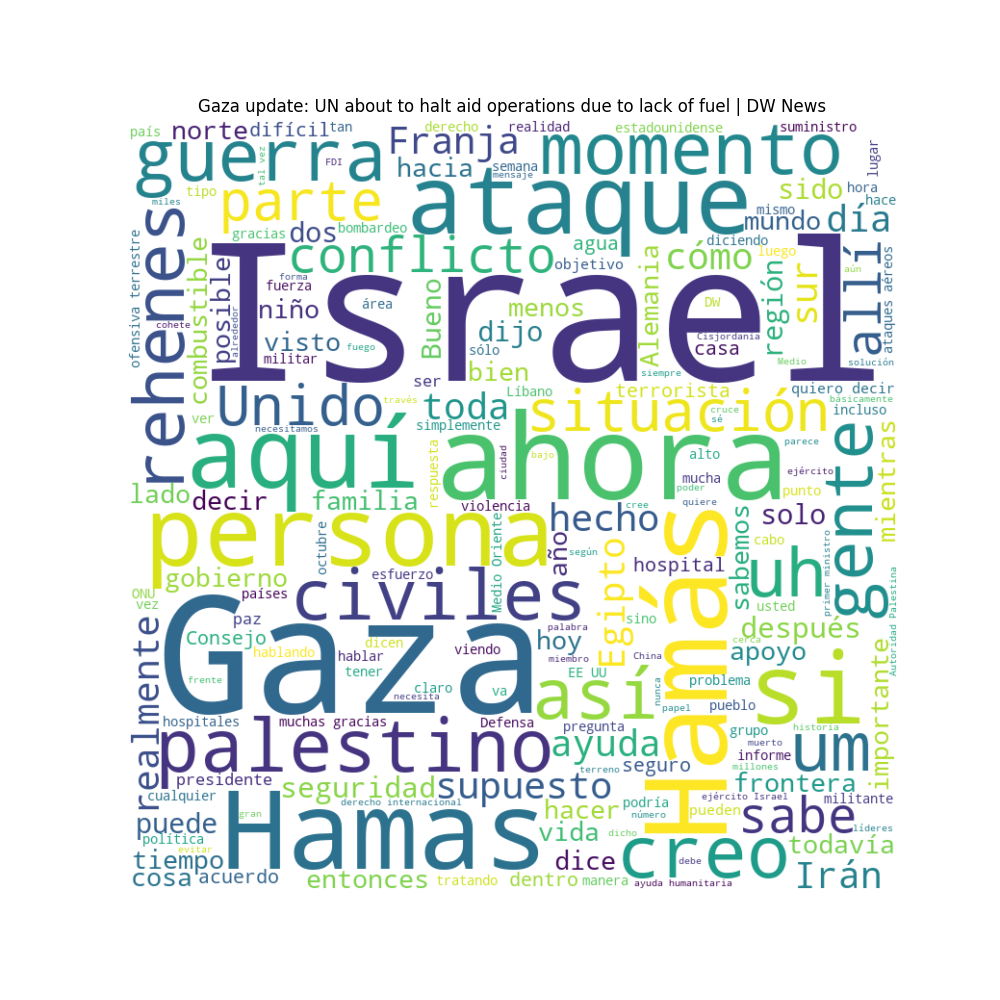 Gaza update: UN about to halt aid operations due to lack of fuel | DW News
país
norte
difícil
tan
Franja
derecho
realidad
estadounidense
suministro
guerra
FDI
tal vez
hacia
semana
mensaje
momento
lugar
miles
tipo
parte
ataque
sido
hora
hace
rehenes
gracias
dos
bombardeo
mismo
mundo
día
ofensiva terrestre
combustible
conflicto
agua
diciendo
cómo
luego
allí
aún
ataques aéreos
posible
Israel
forma
fuerza
objetivo
Alemania
región
sur
cohete
alrededor
niño
área
Bueno
menos
DW
visto
fuego
dijo
sólo
Cisjordania
casa
militar
Medio
solución
ser
bien
siempre
ver
Unido
través
toda
Líbano
terrorista
quiero decir
básicamente
necesitamos
simplemente
situación
cruce
sé
incluso
aquí
ahora
respuesta
ciudad
bajo
alto
parece
gente
mientras
mucha
ejército
lado
decir
familia
poder
punto
quiere
persona
violencia
hecho
cree
solo
octubre
año
según
Hamás
sabemos
cabo
gobierno
esfuerzo
Medio Oriente
Egipto
hospital
uh
primer ministro
ONU
vez
países
civiles
usted
Autoridad Palestina
realmente
paz
palabra
sino
después
Consejo
Gaza
dicen
hoy
cerca
hablando
hablar
viendo
miembro
China
apoyo
importante
tener
EE UU
nunca
problema
frente
claro
va
así
si
necesita
papel
pueblo
hospitales
muchas gracias
Defensa
pregunta
historia
palestino
ayuda
grupo
um
muerto
informe
presidente
terreno
seguro
millones
seguridad
supuesto
frontera
cualquier
derecho internacional
ejército Israel
militante
gran
Hamas
hacer
podría
pueden
puede
número
sabe
política
vida
dicho
líderes
evitar
todavía
tiempo
dice
creo
debe
cosa
acuerdo
entonces
tratando
dentro
manera
ayuda humanitaria
Irán